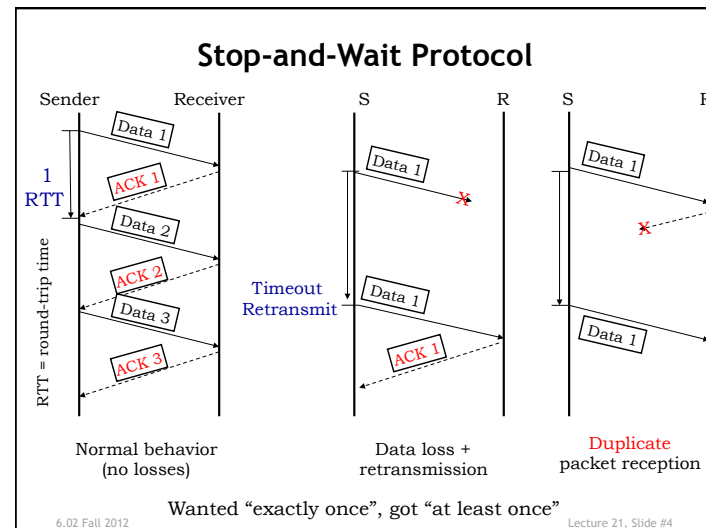 Stop-and-Wait Protocol
Sender
Receiver
Data 1
ACK 1
1
RTT
Data 2
ACK 2
Data 3
ACK 3
RTT = round-trip time
Normal behavior
(no losses)
S
R
Data 1
X
Timeout
Retransmit
Data 1
ACK 1
Data loss +
retransmission
S
Data 1
X
Data 1
Duplicate
packet reception
Wanted “exactly once”, got “at least once”
6.02 Fall 2012
Lecture 21, Slide #4